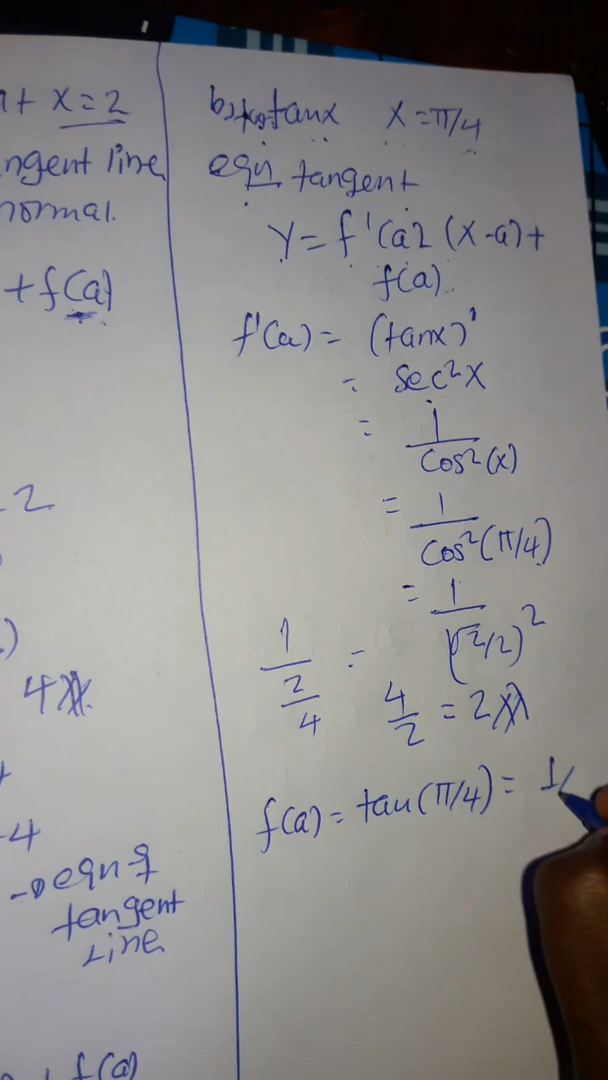 x = 2
ngent line
normal.
+ f(a)
2
4
4
→ eqn of
tangent
Line
f(a)
b) tanx x = π/4
eqn tangent
Y = f'(a) (x-a) +
f(a).
f'(a) = (tanx)'
= sec²x
= 1/cos²(x)
= 1/cos²(π/4)
= 1/(√2/2)²
1/(2/4) = 4/2 = 2
f(a) = tan(π/4) = 1